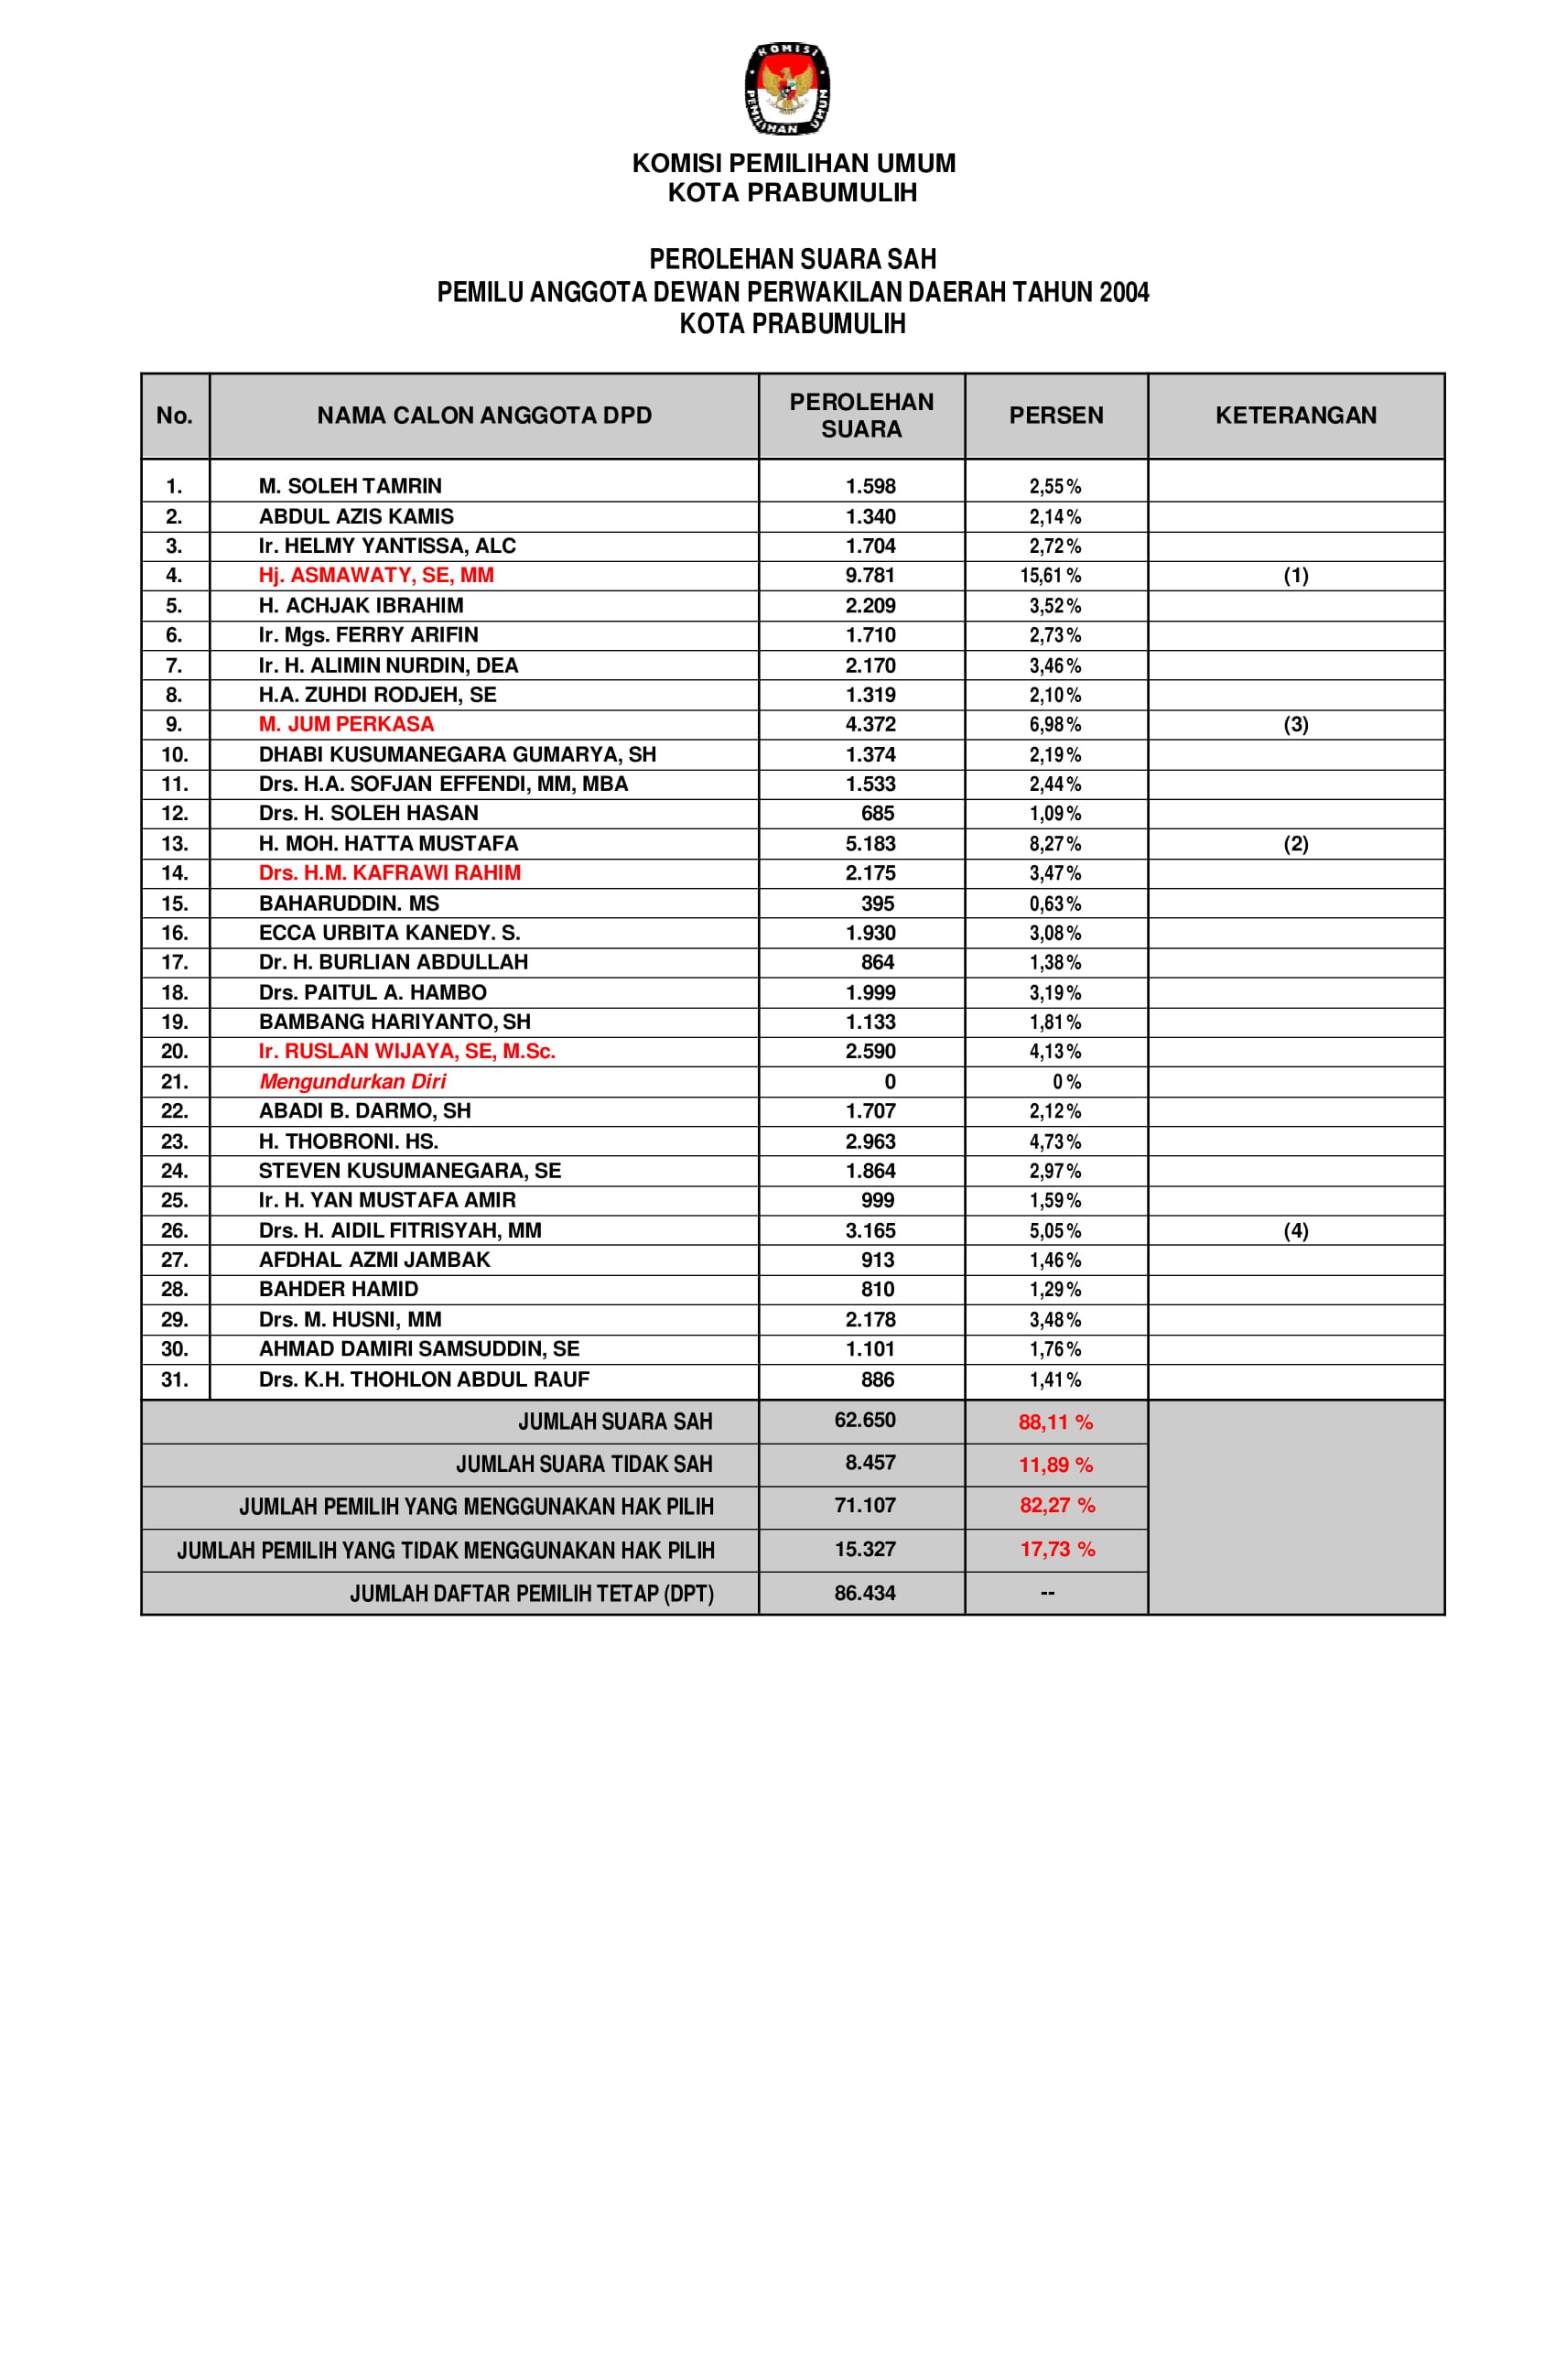 KOMISI
PEMILIHAN UMUM
KOMISI PEMILIHAN UMUM
KOTA PRABUMULIH
PEROLEHAN SUARA SAH
PEMILU ANGGOTA DEWAN PERWAKILAN DAERAH TAHUN 2004
KOTA PRABUMULIH
No. NAMA CALON ANGGOTA DPD PEROLEHAN SUARA PERSEN KETERANGAN
1. M. SOLEH TAMRIN 1.598 2,55%
2. ABDUL AZIS KAMIS 1.340 2,14%
3. Ir. HELMY YANTISSA, ALC 1.704 2,72%
4. Hj. ASMAWATY, SE, MM 9.781 15,61 % (1)
5. H. ACHJAK IBRAHIM 2.209 3,52%
6. Ir. Mgs. FERRY ARIFIN 1.710 2,73%
7. Ir. H. ALIMIN NURDIN, DEA 2.170 3,46%
8. H.A. ZUHDI RODJEH, SE 1.319 2,10%
9. M. JUM PERKASA 4.372 6,98% (3)
10. DHABI KUSUMANEGARA GUMARYA, SH 1.374 2,19%
11. Drs. H.A. SOFJAN EFFENDI, MM, MBA 1.533 2,44%
12. Drs. H. SOLEH HASAN 685 1,09%
13. H. MOH. HATTA MUSTAFA 5.183 8,27% (2)
14. Drs. H.M. KAFRAWI RAHIM 2.175 3,47%
15. BAHARUDDIN. MS 395 0,63%
16. ECCA URBITA KANEDY. S. 1.930 3,08%
17. Dr. H. BURLIAN ABDULLAH 864 1,38%
18. Drs. PAITUL A. HAMBO 1.999 3,19%
19. BAMBANG HARIYANTO, SH 1.133 1,81%
20. Ir. RUSLAN WIJAYA, SE, M.Sc. 2.590 4,13%
21. Mengundurkan Diri 0 0%
22. ABADI B. DARMO, SH 1.707 2,12%
23. H. THOBRONI. HS. 2.963 4,73%
24. STEVEN KUSUMANEGARA, SE 1.864 2,97%
25. Ir. H. YAN MUSTAFA AMIR 999 1,59%
26. Drs. H. AIDIL FITRISYAH, MM 3.165 5,05% (4)
27. AFDHAL AZMI JAMBAK 913 1,46%
28. BAHDER HAMID 810 1,29%
29. Drs. M. HUSNI, MM 2.178 3,48%
30. AHMAD DAMIRI SAMSUDDIN, SE 1.101 1,76%
31. Drs. K.H. THOHLON ABDUL RAUF 886 1,41%
JUMLAH SUARA SAH 62.650 88,11 %
JUMLAH SUARA TIDAK SAH 8.457 11,89 %
JUMLAH PEMILIH YANG MENGGUNAKAN HAK PILIH 71.107 82,27 %
JUMLAH PEMILIH YANG TIDAK MENGGUNAKAN HAK PILIH 15.327 17,73 %
JUMLAH DAFTAR PEMILIH TETAP (DPT) 86.434 --